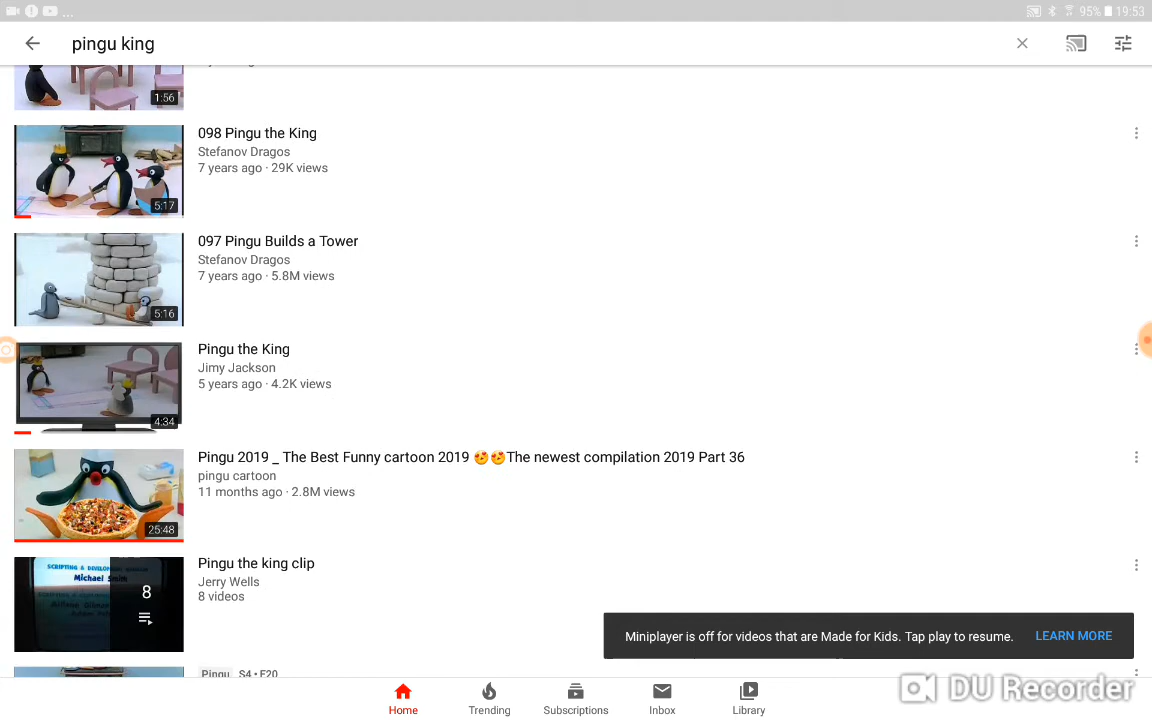 ... 95% 19:53
pingu king
1:56
098 Pingu the King
Stefanov Dragos
7 years ago · 29K views
5:17
097 Pingu Builds a Tower
Stefanov Dragos
7 years ago · 5.8M views
5:16
Pingu the King
Jimy Jackson
5 years ago · 4.2K views
4:34
Pingu 2019 _ The Best Funny cartoon 2019 😍😍The newest compilation 2019 Part 36
pingu cartoon
11 months ago · 2.8M views
25:48
Pingu the king clip
Jerry Wells
8 videos
Michael
8
Miniplayer is off for videos that are Made for Kids. Tap play to resume. LEARN MORE
Pingu S4 • E20
Home Trending Subscriptions Inbox Library
DU Recorder